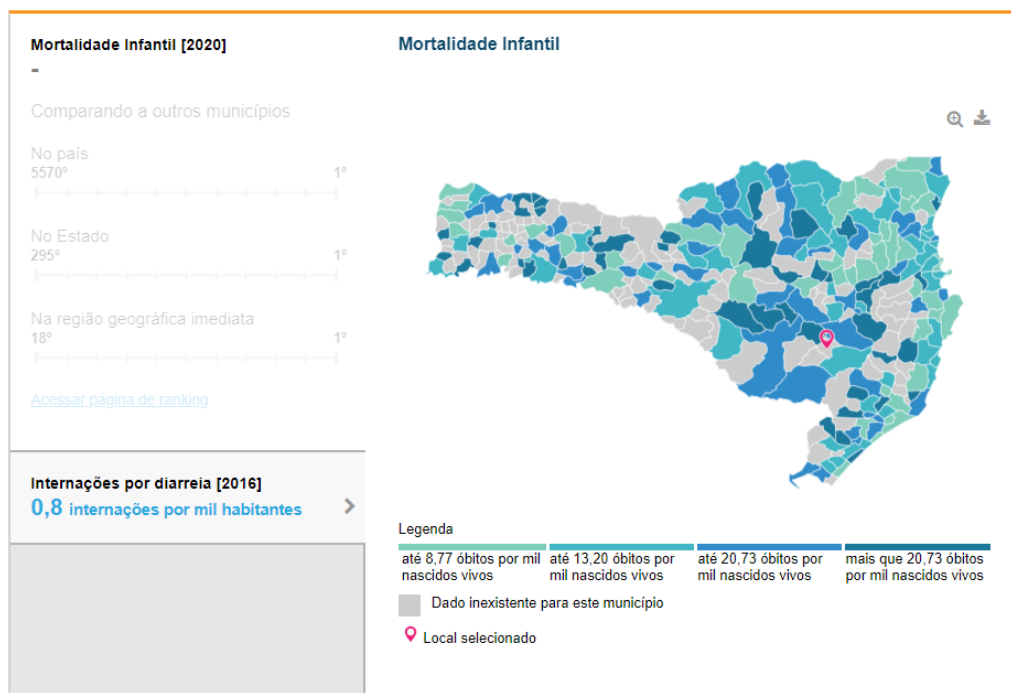 Mortalidade Infantil [2020]
-
Comparando a outros municípios
No país
5570º 1º
No Estado
295º 1º
Na região geográfica imediata
18º 1º
Acessar página de ranking
Internações por diarreia [2016]
0,8 internações por mil habitantes
Mortalidade Infantil
Legenda
até 8,77 óbitos por mil
nascidos vivos
até 13,20 óbitos por
mil nascidos vivos
até 20,73 óbitos por
mil nascidos vivos
mais que 20,73 óbitos
por mil nascidos vivos
Dado inexistente para este município
Local selecionado